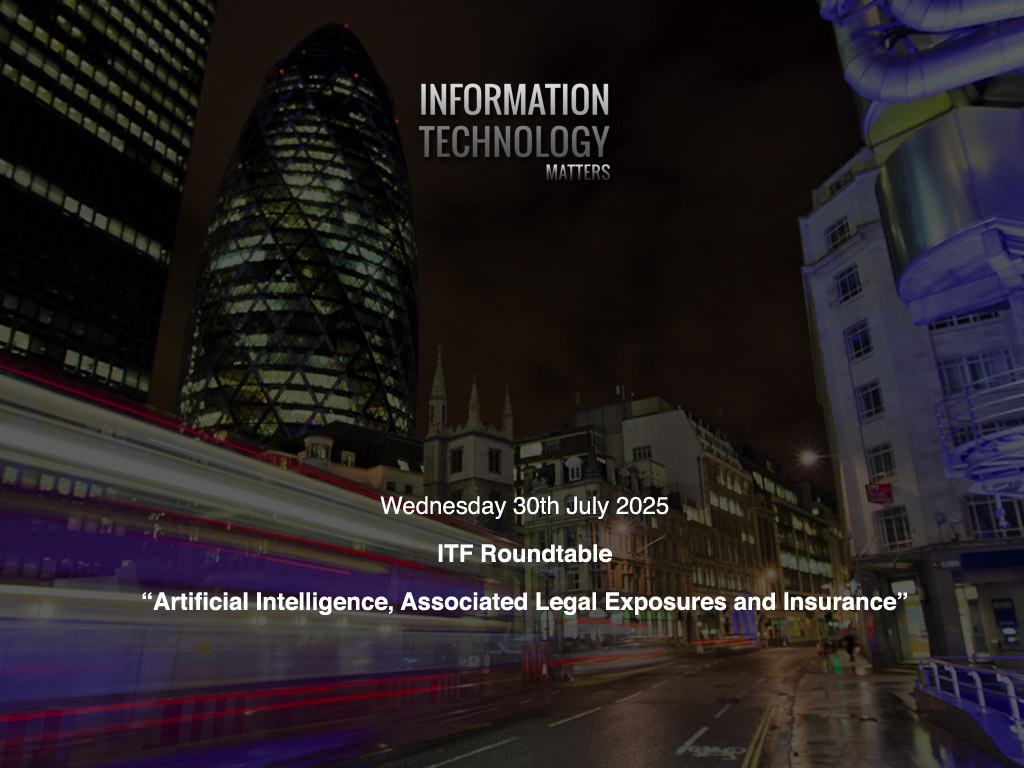 INFORMATION
TECHNOLOGY
MATTERS
Wednesday 30th July 2025
ITF Roundtable
“Artificial Intelligence, Associated Legal Exposures and Insurance”